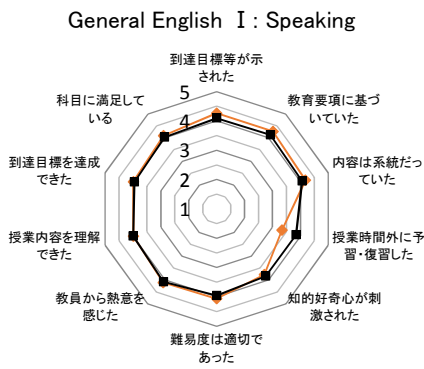 General English Ⅰ: Speaking
到達目標等が示
された
教育要項に基づ
いていた
内容は系統だっ
ていた
授業時間外に予
習・復習した
知的好奇心が刺
激された
難易度は適切で
あった
教員から熱意を
感じた
授業内容を理解
できた
到達目標を達成
できた
科目に満足して
いる
5
4
3
2
1